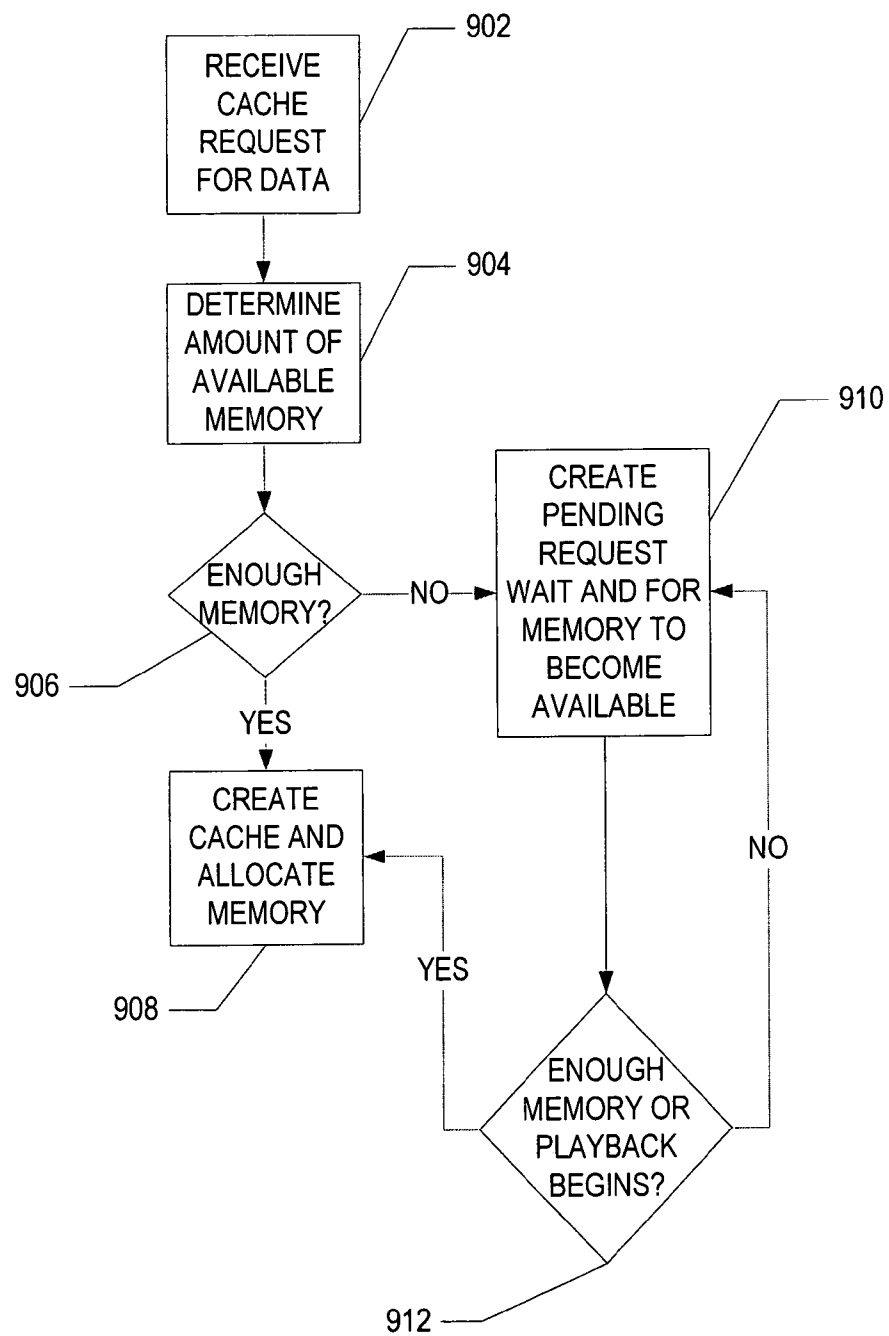 902
RECEIVE
CACHE
REQUEST
FOR DATA
904
DETERMINE
AMOUNT OF
AVAILABLE
MEMORY
910
CREATE
PENDING
REQUEST
WAIT AND FOR
MEMORY TO
BECOME
AVAILABLE
ENOUGH
MEMORY?
NO
906
YES
CREATE
CACHE AND
ALLOCATE
MEMORY
NO
YES
908
ENOUGH
MEMORY OR
PLAYBACK
BEGINS?
912